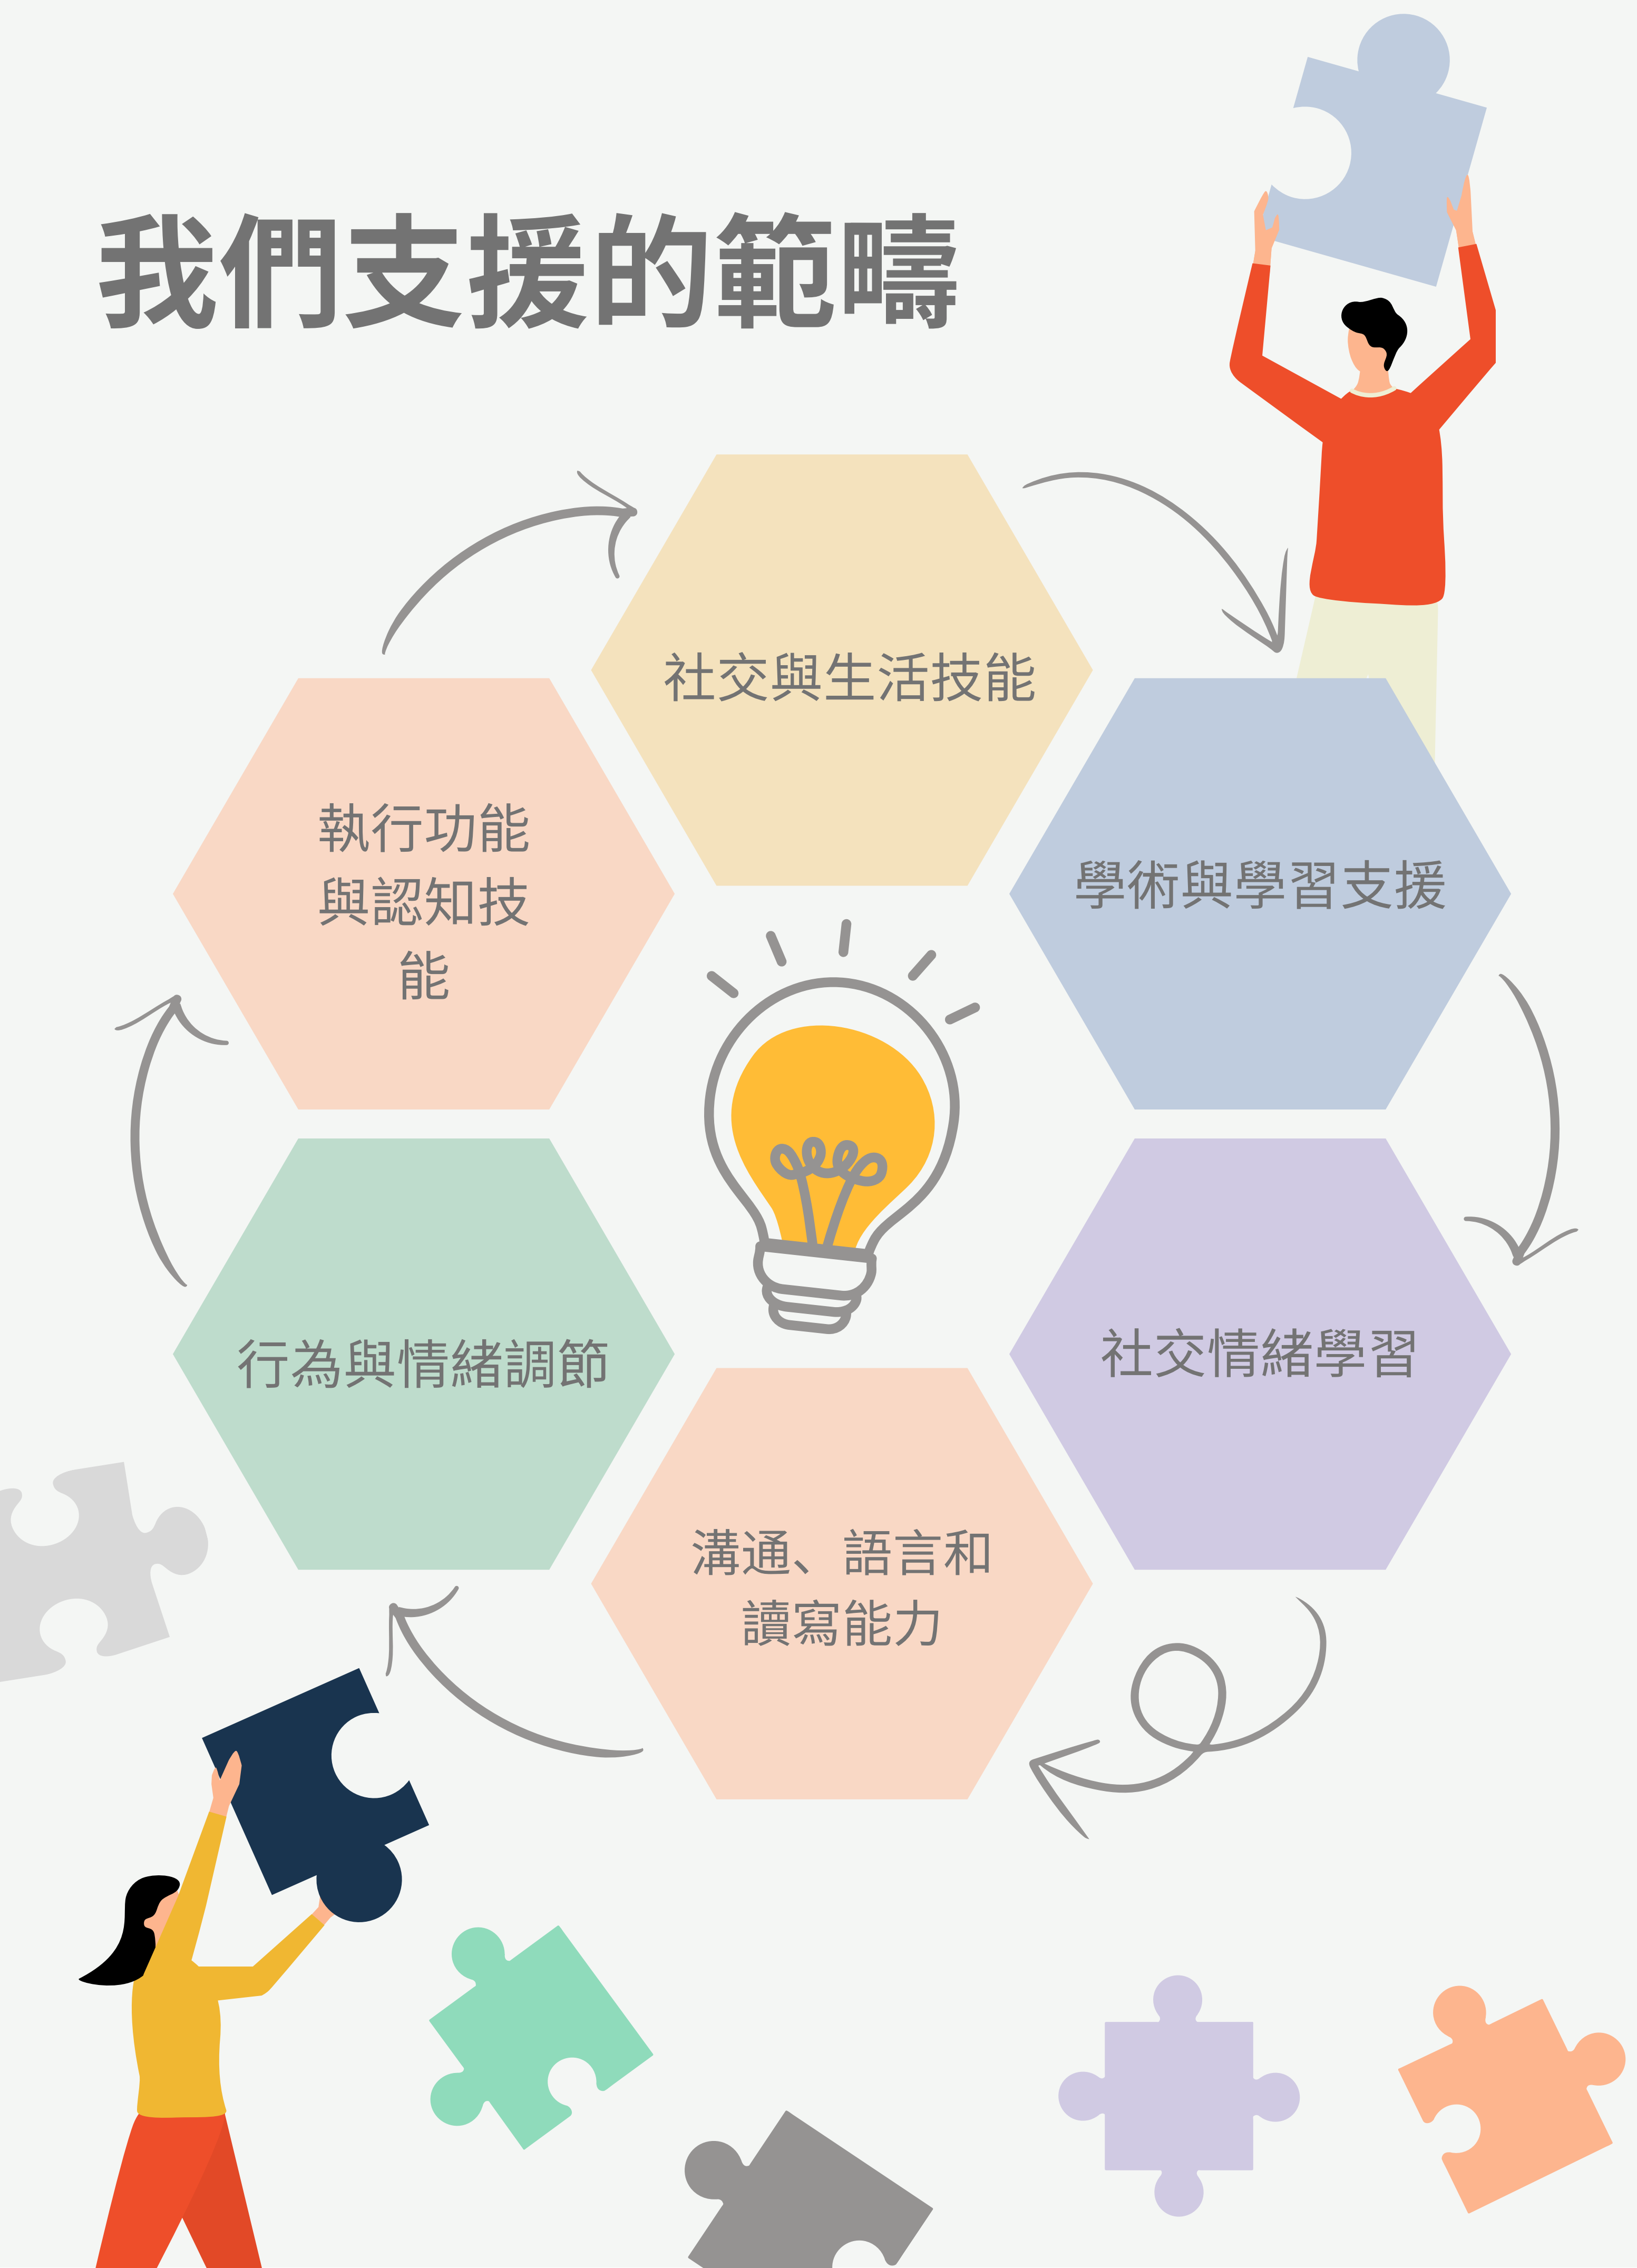 我們支援的範疇
社交與生活技能
執行功能
與認知技
能
學術與學習支援
行為與情緒調節
社交情緒學習
溝通、語言和
讀寫能力